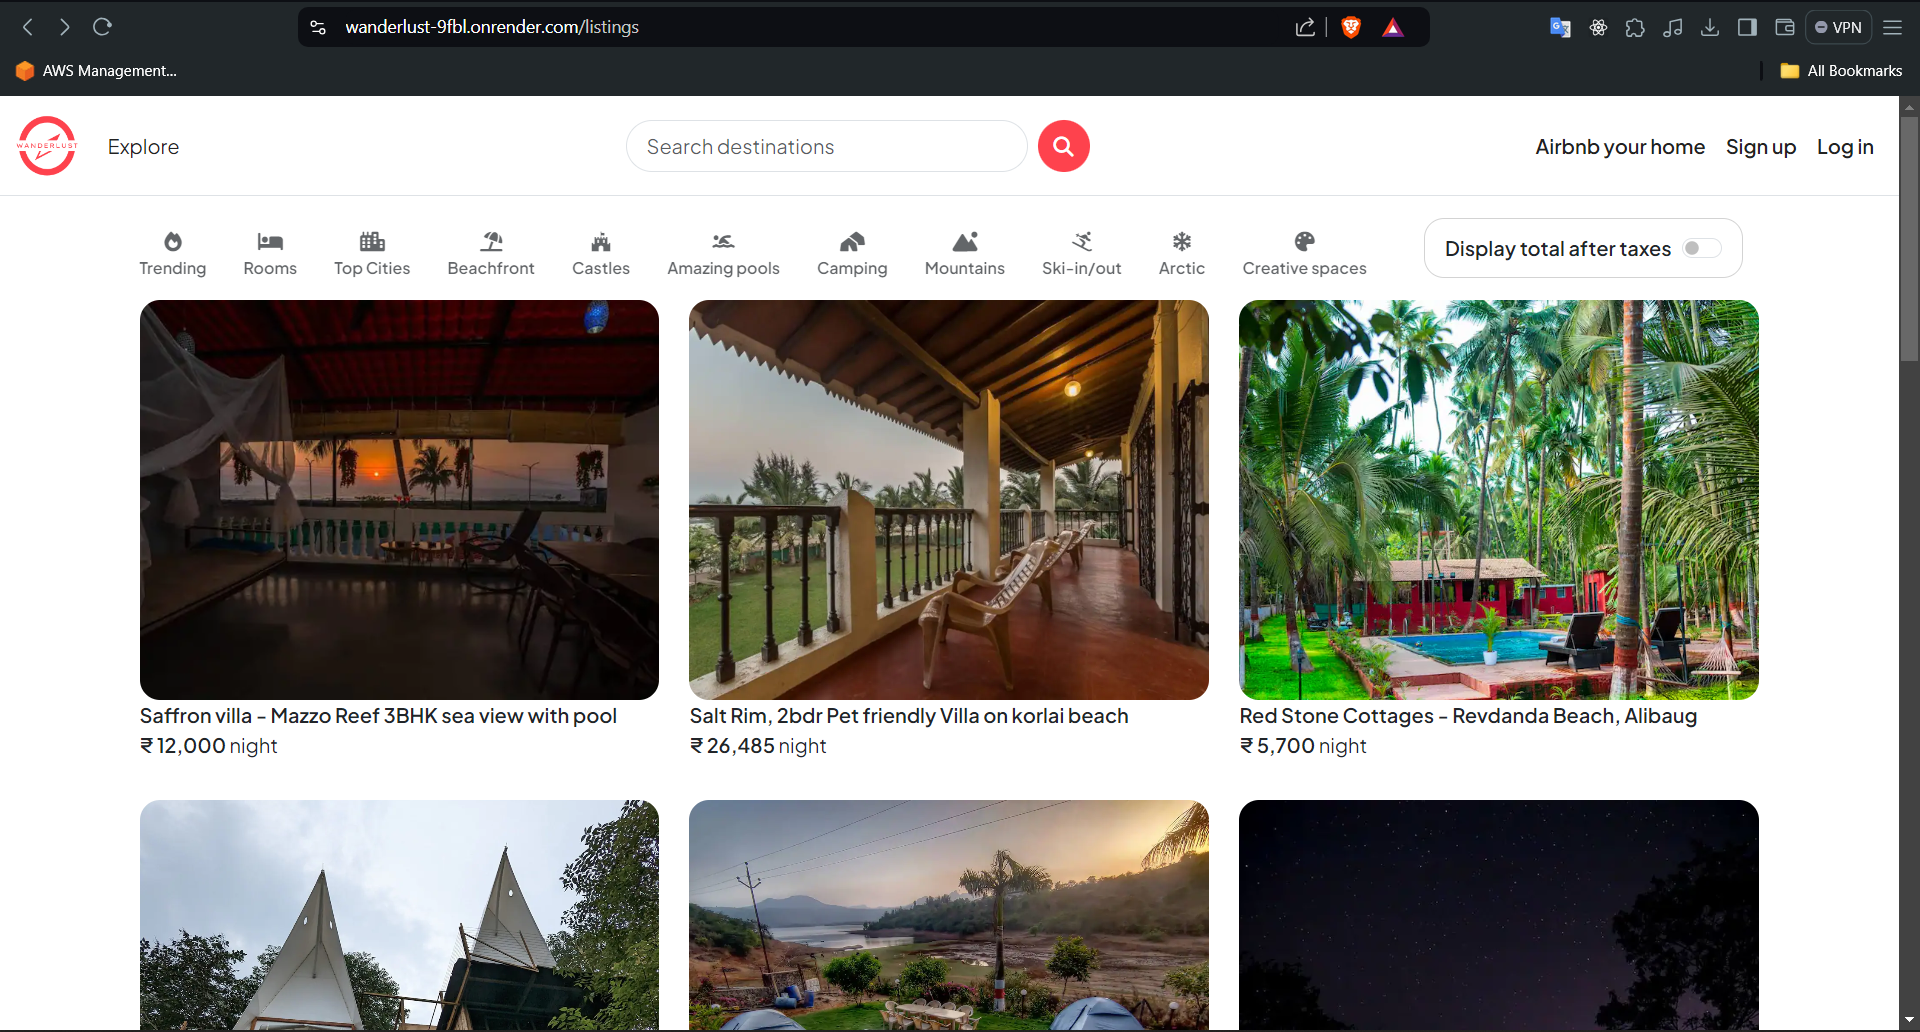 wanderlust-9fbl.onrender.com/listings
VPN
AWS Management...
All Bookmarks
WANDERLUST
Explore
Search destinations
Airbnb your home
Sign up
Log in
Trending
Rooms
Top Cities
Beachfront
Castles
Amazing pools
Camping
Mountains
Ski-in/out
Arctic
Creative spaces
Display total after taxes
Saffron villa - Mazzo Reef 3BHK sea view with pool
₹ 12,000 night
Salt Rim, 2bdr Pet friendly Villa on korlai beach
₹ 26,485 night
Red Stone Cottages - Revdanda Beach, Alibaug
₹ 5,700 night